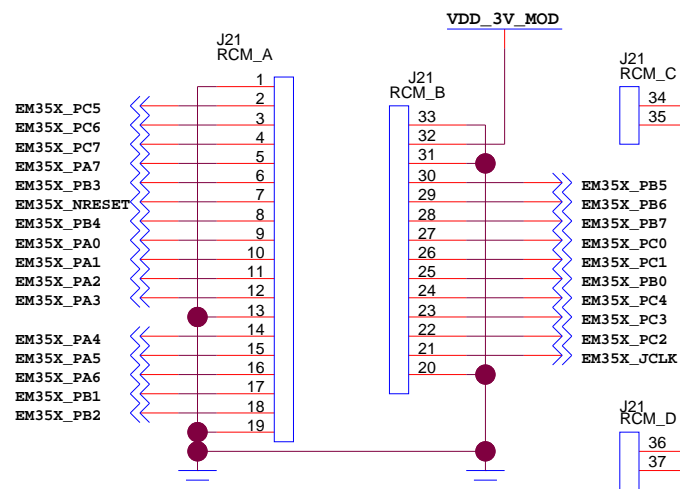 VDD_3V_MOD
J21
RCM_A
1
2
3
4
5
6
7
8
9
10
11
12
13
14
15
16
17
18
19
EM35X_PC5
EM35X_PC6
EM35X_PC7
EM35X_PA7
EM35X_PB3
EM35X_NRESET
EM35X_PB4
EM35X_PA0
EM35X_PA1
EM35X_PA2
EM35X_PA3
EM35X_PA4
EM35X_PA5
EM35X_PA6
EM35X_PB1
EM35X_PB2
J21
RCM_B
33
32
31
30
29
28
27
26
25
24
23
22
21
20
EM35X_PB5
EM35X_PB6
EM35X_PB7
EM35X_PC0
EM35X_PC1
EM35X_PB0
EM35X_PC4
EM35X_PC3
EM35X_PC2
EM35X_JCLK
J21
RCM_C
34
35
J21
RCM_D
36
37